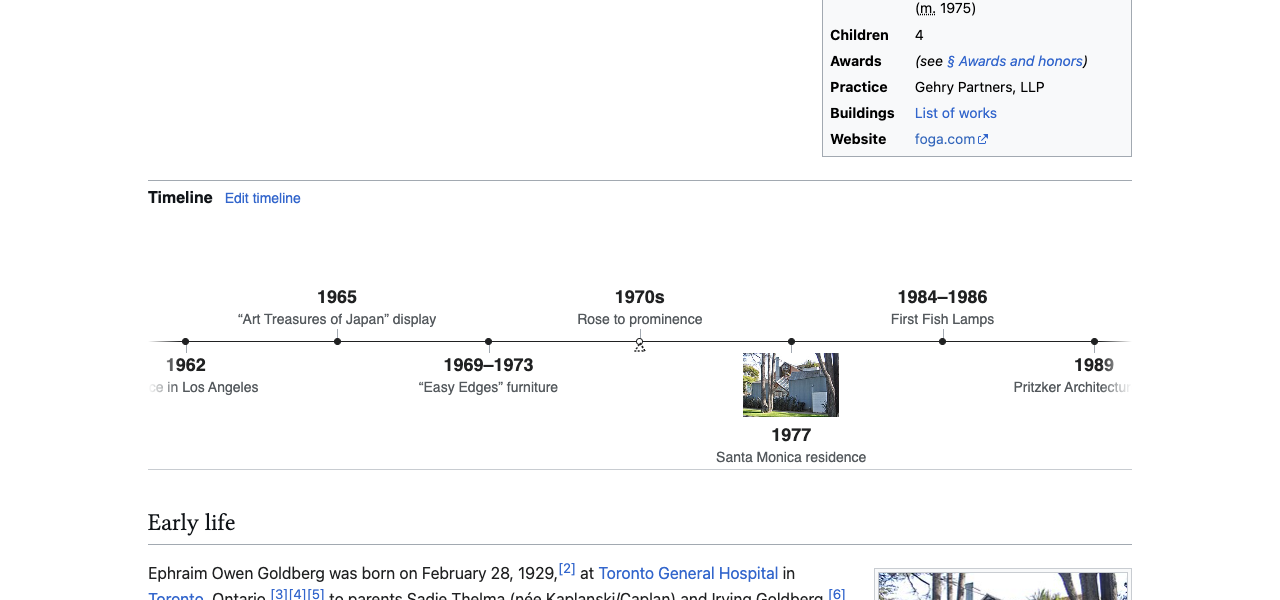 (m. 1975)
Children 4
Awards (see § Awards and honors)
Practice Gehry Partners, LLP
Buildings List of works
Website foga.com
Timeline Edit timeline
1965
“Art Treasures of Japan” display
1970s
Rose to prominence
1984–1986
First Fish Lamps
1962
in Los Angeles
1969–1973
“Easy Edges” furniture
1989
Pritzker
1977
Santa Monica residence
Early life
Ephraim Owen Goldberg was born on February 28, 1929,[2] at Toronto General Hospital in
Toronto, Ontario,[3][4][5] to parents Sadie Thelma (née Kaplanski/Caplan) and Irving Goldberg.[6]